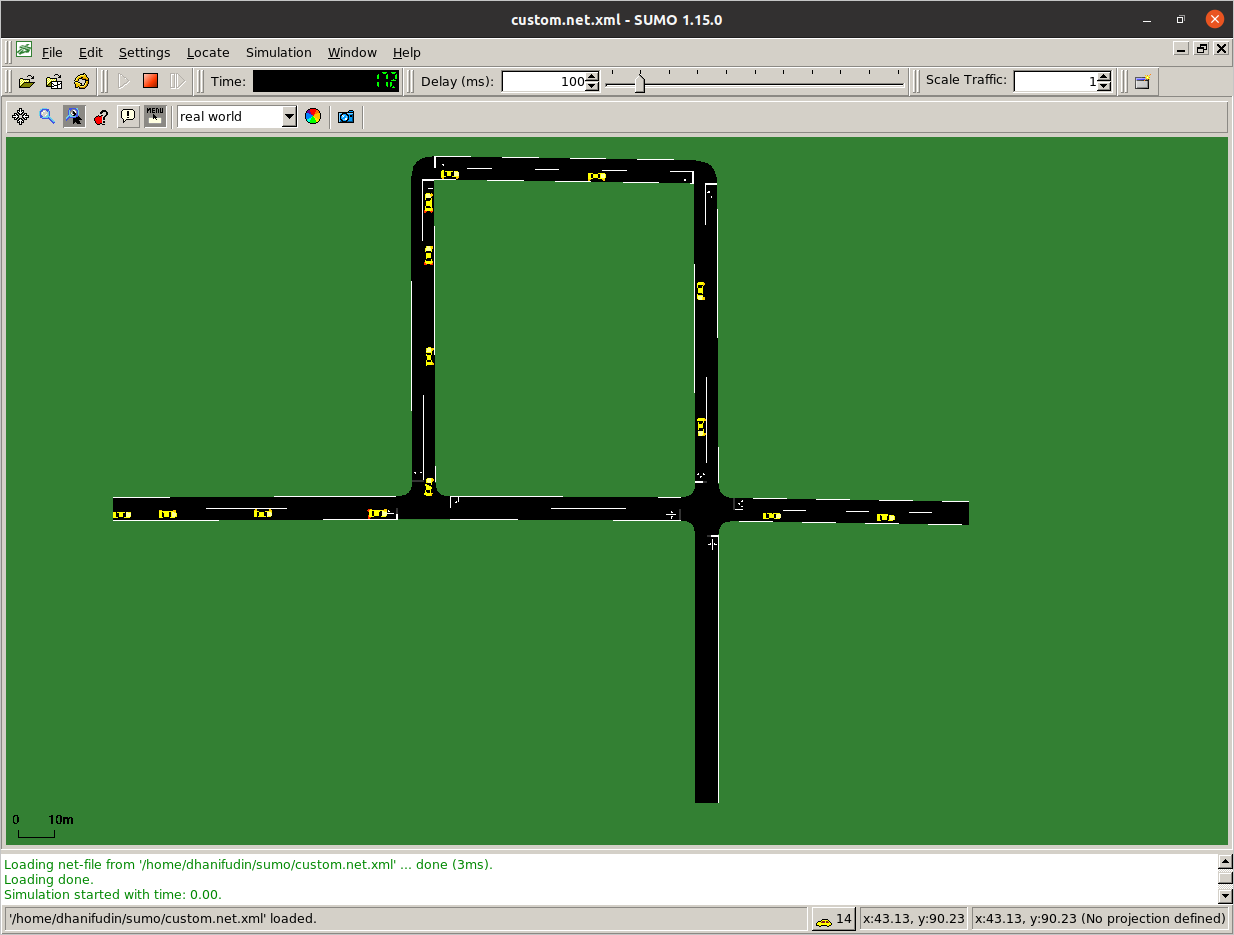 custom.net.xml - SUMO 1.15.0
File Edit Settings Locate Simulation Window Help
Time: Delay (ms): 100 Scale Traffic: 1
MENU real world
0 10m
Loading net-file from '/home/dhanifudin/sumo/custom.net.xml' ... done (3ms).
Loading done.
Simulation started with time: 0.00.
'/home/dhanifudin/sumo/custom.net.xml' loaded. 14 x:43.13, y:90.23 x:43.13, y:90.23 (No projection defined)